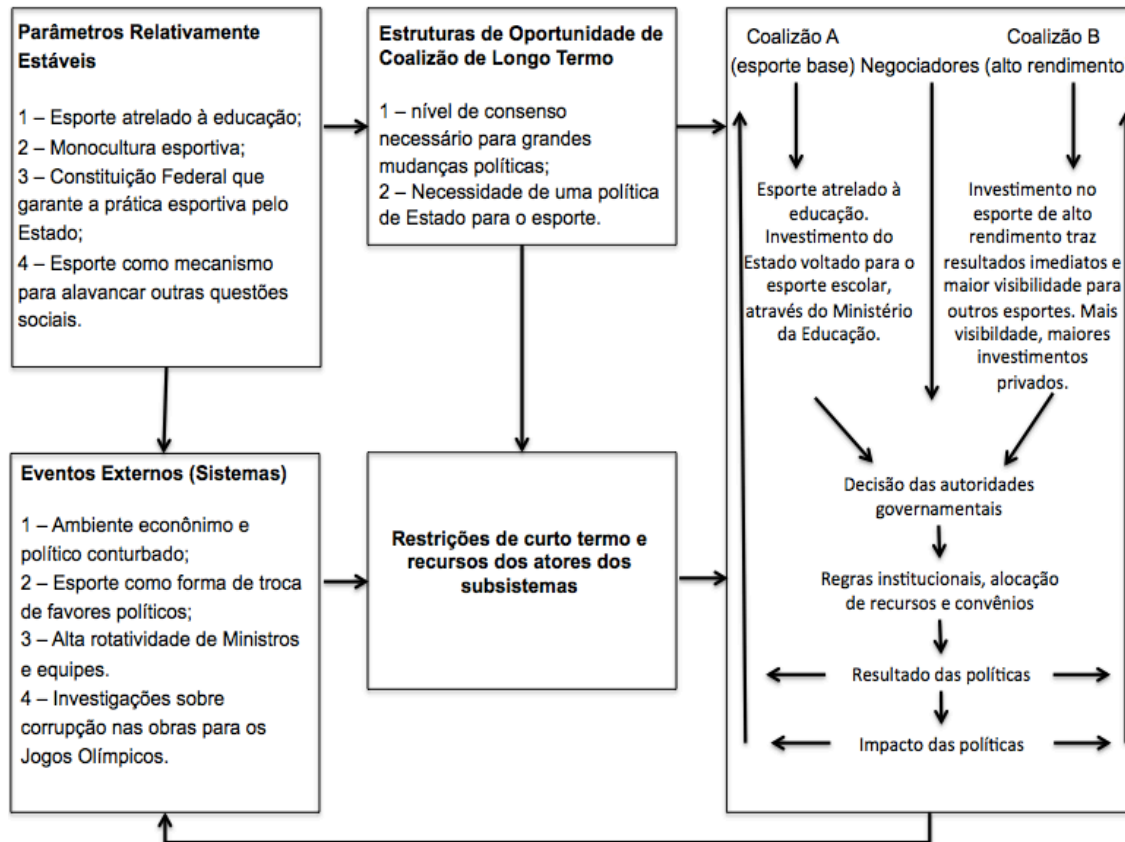 Parâmetros Relativamente
Estáveis
1 – Esporte atrelado à educação;
2 – Monocultura esportiva;
3 – Constituição Federal que
garante a prática esportiva pelo
Estado;
4 – Esporte como mecanismo
para alavancar outras questões
sociais.
Estruturas de Oportunidade de
Coalizão de Longo Termo
1 – nível de consenso
necessário para grandes
mudanças políticas;
2 – Necessidade de uma política
de Estado para o esporte.
Coalizão A
Coalizão B
(esporte base) Negociadores (alto rendimento
Esporte atrelado à
educação.
Investimento do
Estado voltado para o
esporte escolar,
através do Ministério
da Educação.
Investimento no
esporte de alto
rendimento traz
resultados imediatos e
maior visibilidade para
outros esportes. Mais
visibildade, maiores
investimentos
privados.
Eventos Externos (Sistemas)
1 – Ambiente econônimo e
político conturbado;
2 – Esporte como forma de troca
de favores políticos;
3 – Alta rotatividade de Ministros
e equipes.
4 – Investigações sobre
corrupção nas obras para os
Jogos Olímpicos.
Restrições de curto termo e
recursos dos atores dos
subsistemas
Decisão das autoridades
governamentais
Regras institucionais, alocação
de recursos e convênios
Resultado das políticas
Impacto das políticas